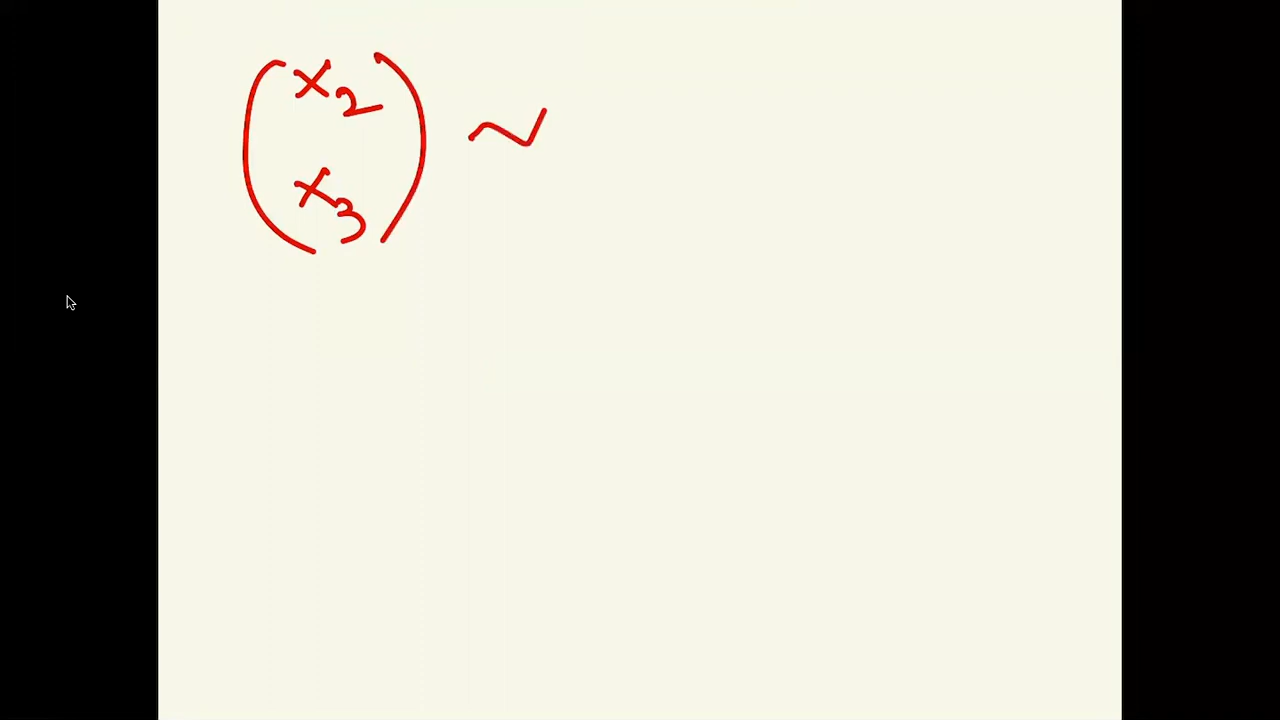 (x₂
x₃) ~